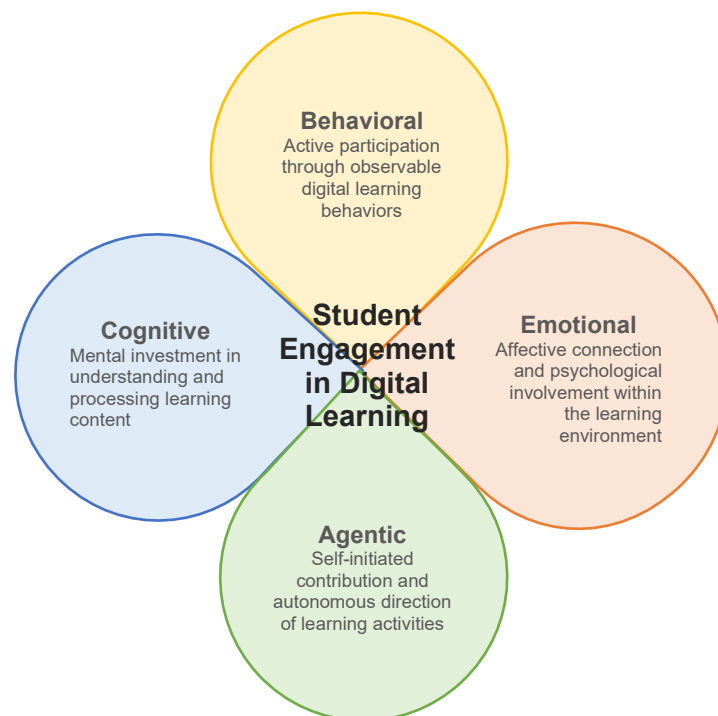 Behavioral
Active participation
through observable
digital learning
behaviors
Cognitive
Mental investment in
understanding and
processing learning
content
Student
Engagement
in Digital
Learning
Emotional
Affective connection
and psychological
involvement within
the learning
environment
Agentic
Self-initiated
contribution and
autonomous direction
of learning activities